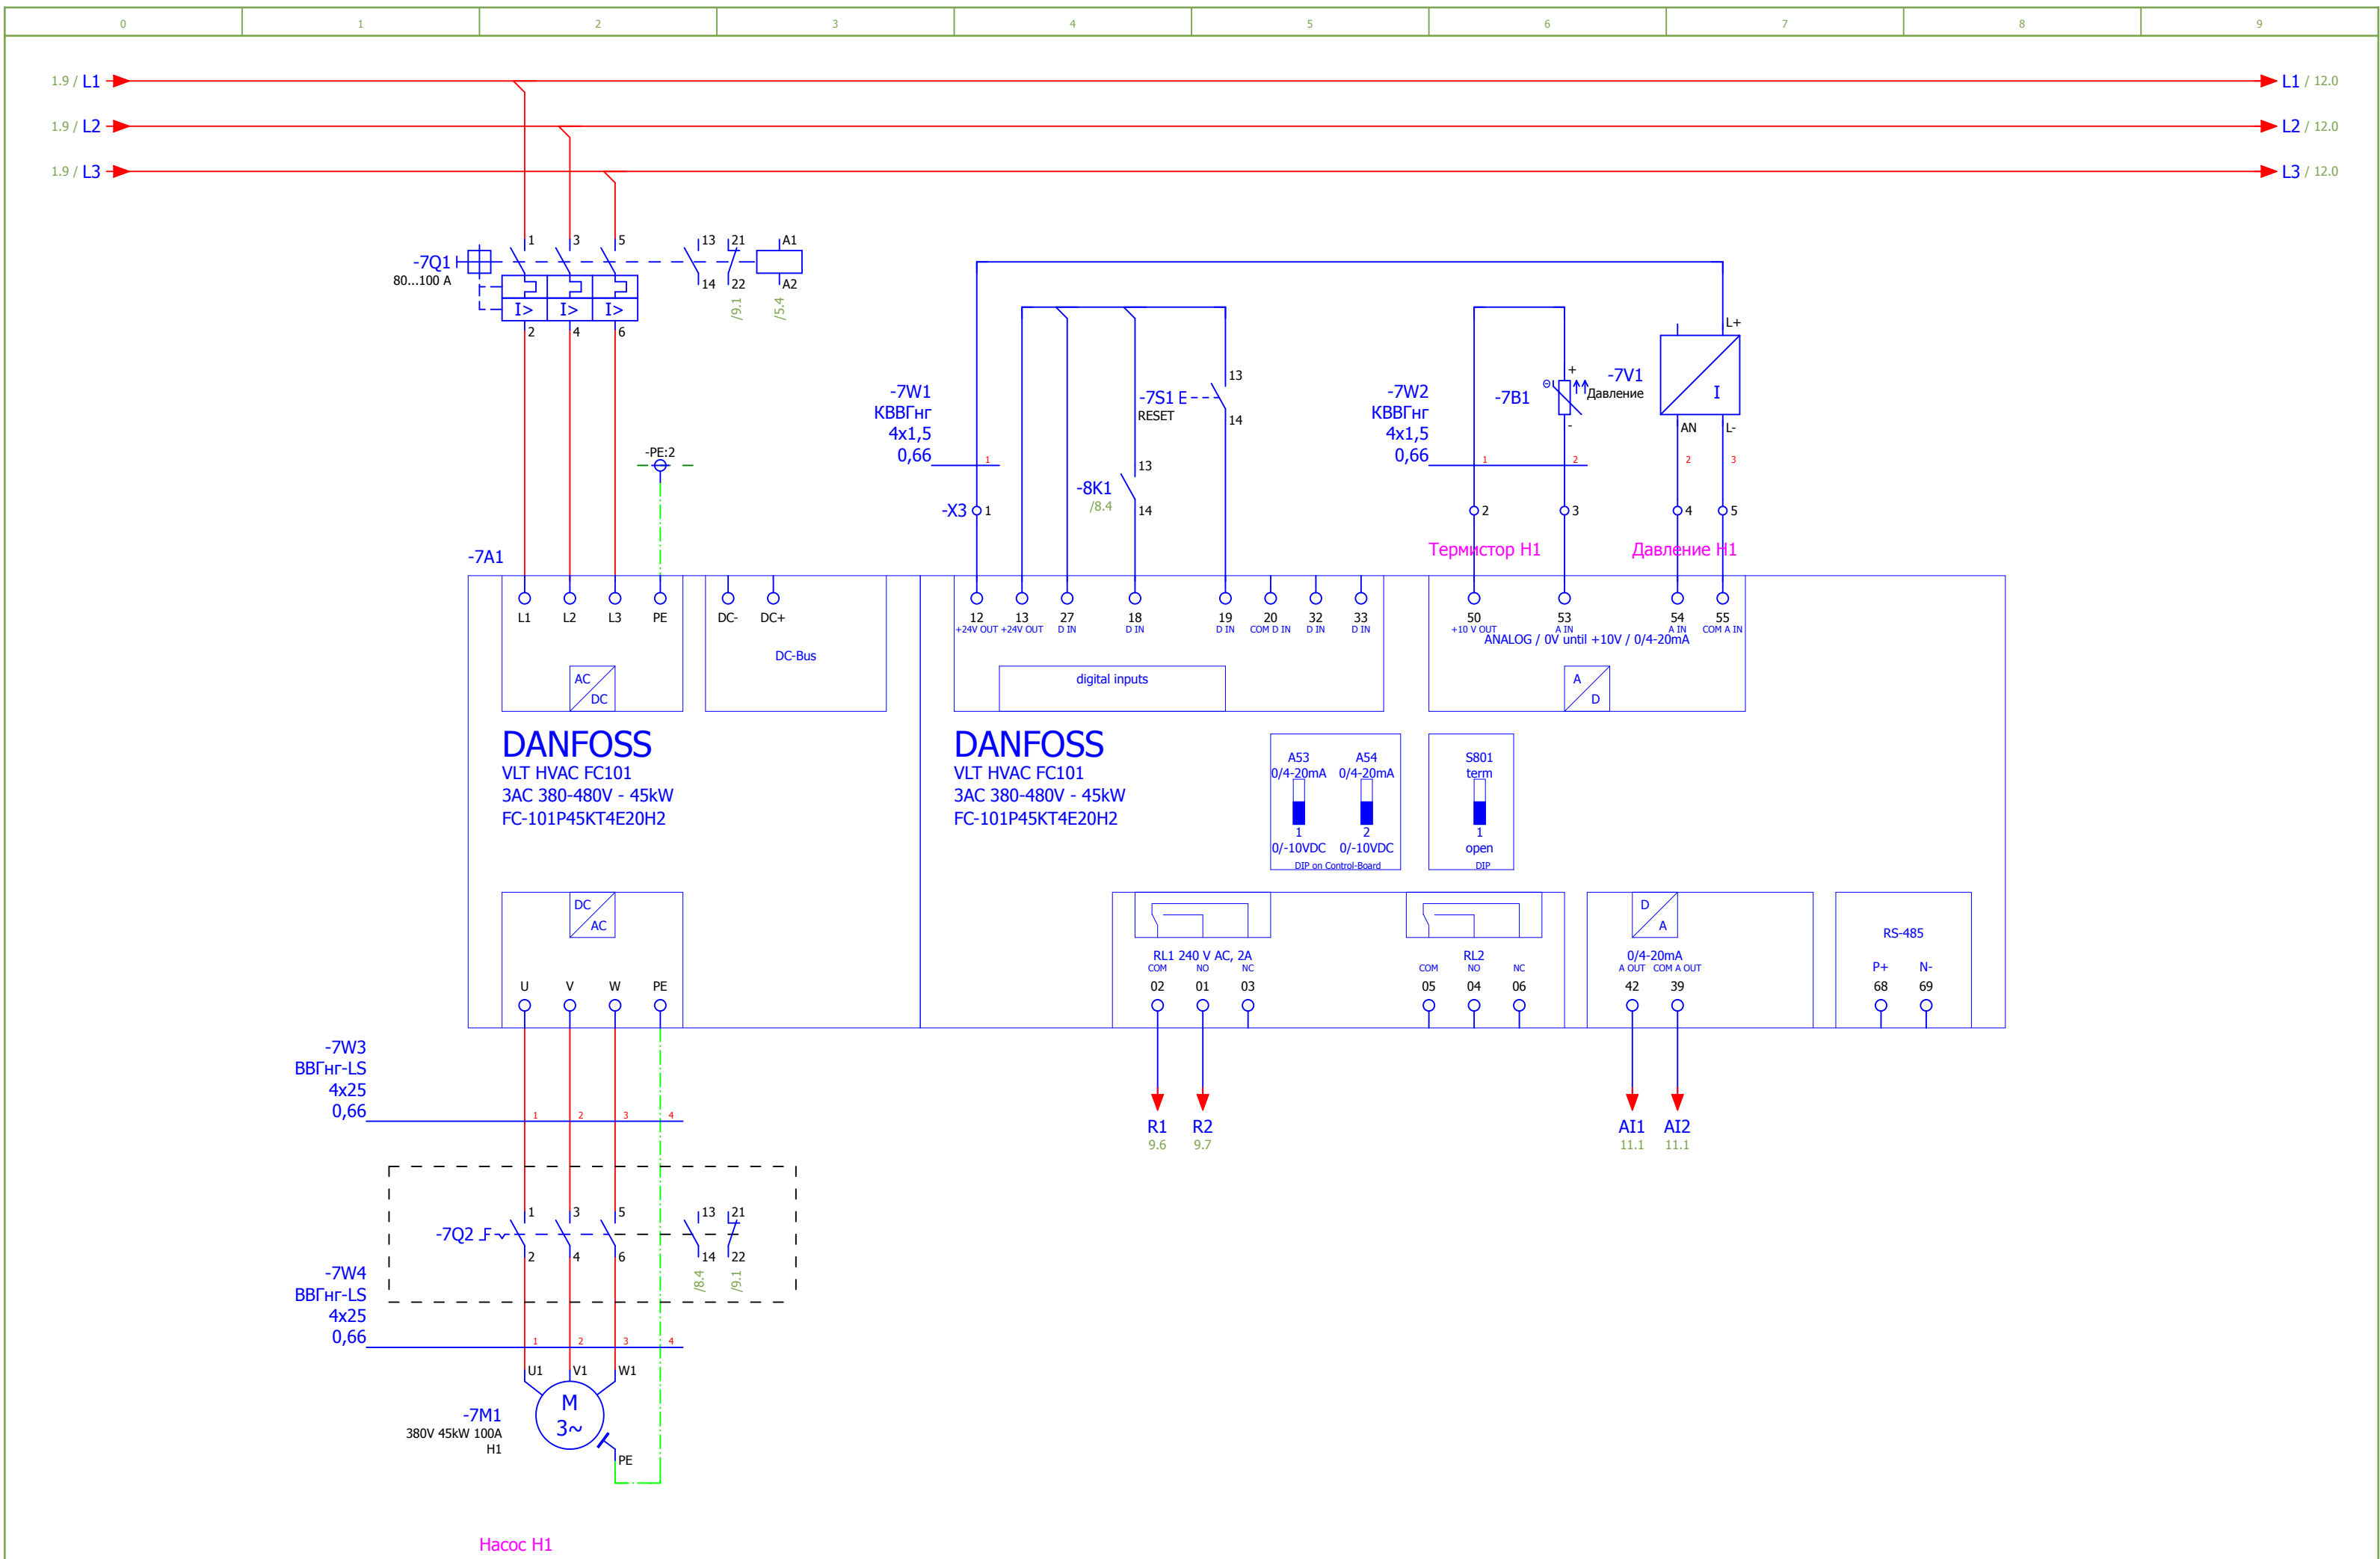 0 1 2 3 4 5 6 7 8 9
1.9 / L1 L1 / 12.0
1.9 / L2 L2 / 12.0
1.9 / L3 L3 / 12.0
1 3 5 13 21 A1
-7Q1
80...100 A
14 22 A2
I> I> I>
2 4 6
/9.1 /5.4
L+
-7W1
КВВГнг
4x1,5
0,66
1
13
-7S1 E
RESET
14
13
-8K1
/8.4
14
-7W2
КВВГнг
4x1,5
0,66
1 2
+
-7B1
Θ
-
-7V1
Давление
I
AN L-
2 3
-PE:2
-X3 1 2 3 4 5
Термистор Н1 Давление Н1
-7A1
L1 L2 L3 PE DC- DC+
12 13 27 18 19 20 32 33 50 53 54 55
+24V OUT +24V OUT D IN D IN D IN COM D IN D IN D IN +10 V OUT A IN A IN COM A IN
ANALOG / 0V until +10V / 0/4-20mA
DC-Bus
AC
DC
digital inputs
A
D
DANFOSS
VLT HVAC FC101
3AC 380-480V - 45kW
FC-101P45KT4E20H2
DANFOSS
VLT HVAC FC101
3AC 380-480V - 45kW
FC-101P45KT4E20H2
A53 A54
0/4-20mA 0/4-20mA
1 2
0/-10VDC 0/-10VDC
DIP on Control-Board
S801
term
1
open
DIP
DC
AC
D
A
RS-485
RL1 240 V AC, 2A RL2 0/4-20mA
COM NO NC COM NO NC A OUT COM A OUT P+ N-
U V W PE 02 01 03 05 04 06 42 39 68 69
-7W3
ВВГнг-LS
4x25
0,66
1 2 3 4
R1 R2 AI1 AI2
9.6 9.7 11.1 11.1
1 3 5 13 21
-7Q2
2 4 6 14 22
/8.4 /9.1
-7W4
ВВГнг-LS
4x25
0,66
1 2 3 4
U1 V1 W1
M
3~
-7M1
380V 45kW 100A
H1
PE
Насос Н1